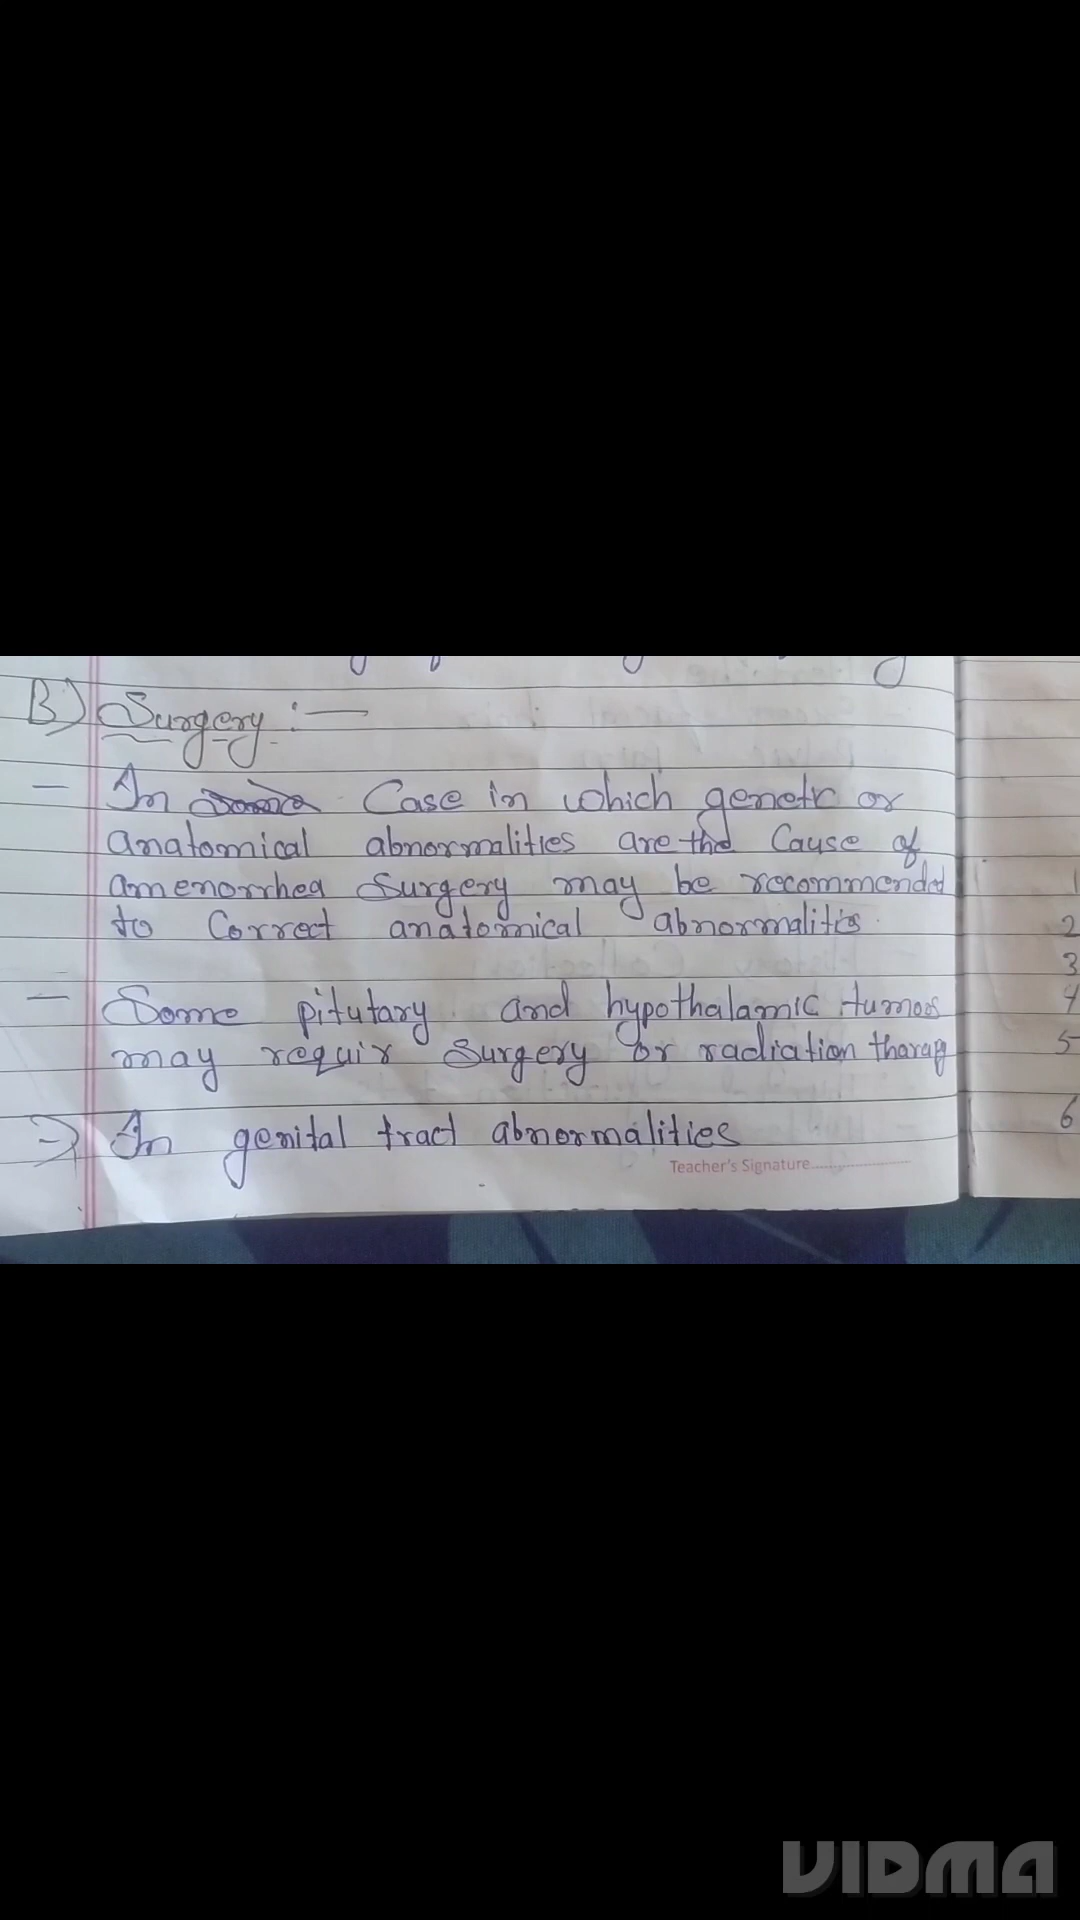 B) Surgery :—
- In Case in which genetic or
anatomical abnormalities are the Cause of
amenorrhea Surgery may be recommended
to Correct anatomical abnormalities.
- Some pitutary and hypothalamic tumors
may requir Surgery or radiation tharapy
=> In genital tract abnormalities
Teacher's Signature........................
1
2
3
4
5
6
VIDMA